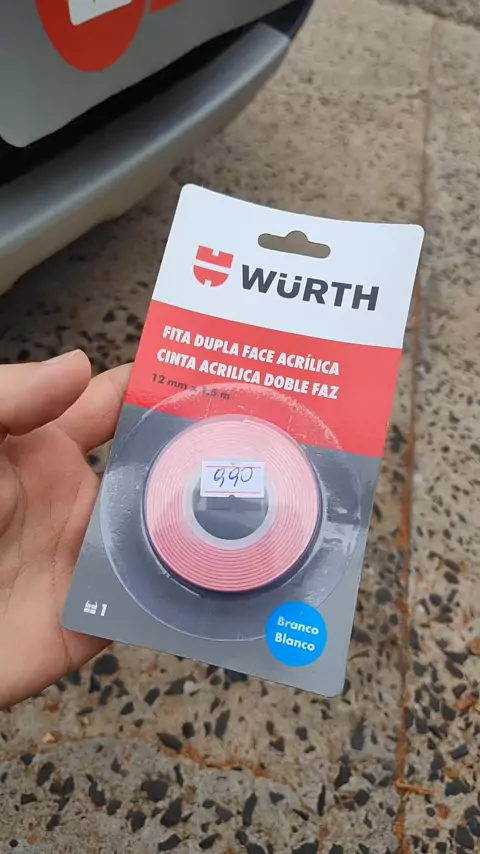 WÜRTH
FITA DUPLA FACE ACRÍLICA
CINTA ACRILICA DOBLE FAZ
12 mm x 1,5 m
990
1
Branco
Blanco